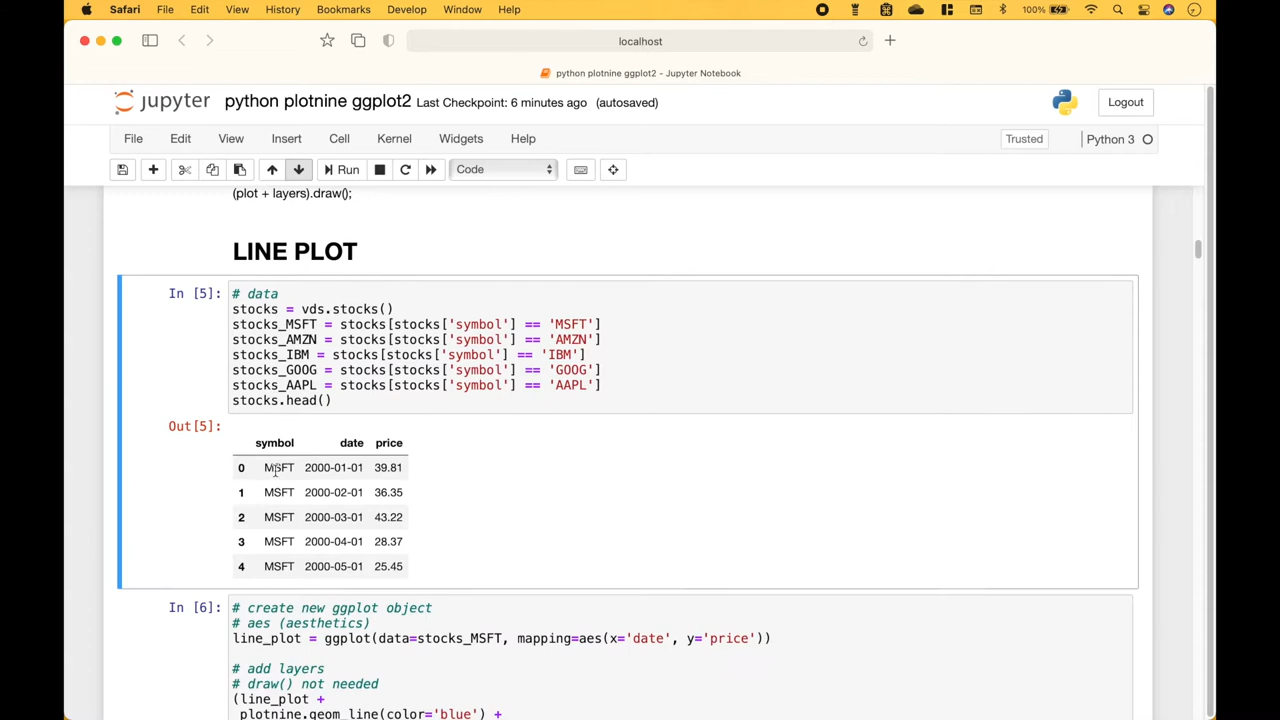 Safari File Edit View History Bookmarks Develop Window Help 100%
localhost
python plotnine ggplot2 - Jupyter Notebook
jupyter python plotnine ggplot2 Last Checkpoint: 6 minutes ago (autosaved) Logout
File Edit View Insert Cell Kernel Widgets Help Trusted Python 3
Run Code
(plot + layers).draw();
LINE PLOT
In [5]: # data
stocks = vds.stocks()
stocks_MSFT = stocks[stocks['symbol'] == 'MSFT']
stocks_AMZN = stocks[stocks['symbol'] == 'AMZN']
stocks_IBM = stocks[stocks['symbol'] == 'IBM']
stocks_GOOG = stocks[stocks['symbol'] == 'GOOG']
stocks_AAPL = stocks[stocks['symbol'] == 'AAPL']
stocks.head()
Out[5]:
symbol date price
0 MSFT 2000-01-01 39.81
1 MSFT 2000-02-01 36.35
2 MSFT 2000-03-01 43.22
3 MSFT 2000-04-01 28.37
4 MSFT 2000-05-01 25.45
In [6]: # create new ggplot object
# aes (aesthetics)
line_plot = ggplot(data=stocks_MSFT, mapping=aes(x='date', y='price'))
# add layers
# draw() not needed
(line_plot +
plotnine.geom_line(color='blue') +